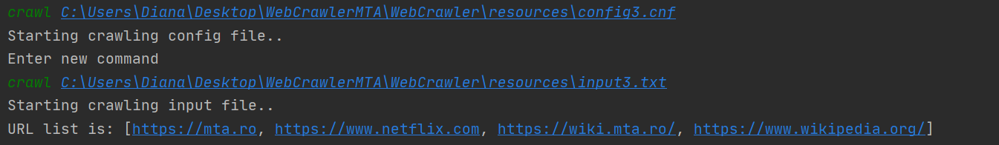 crawl C:\Users\Diana\Desktop\WebCrawlerMTA\WebCrawler\resources\config3.cnf
Starting crawling config file..
Enter new command
crawl C:\Users\Diana\Desktop\WebCrawlerMTA\WebCrawler\resources\input3.txt
Starting crawling input file..
URL list is: [https://mta.ro, https://www.netflix.com, https://wiki.mta.ro/, https://www.wikipedia.org/]